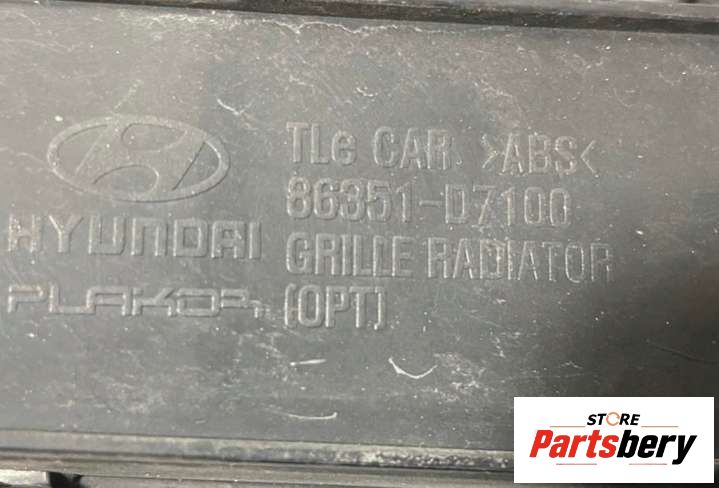 TLe CAR >ABS<
86351-D7100
GRILLE RADIATOR
(OPT)
HYUNDAI
PLAKOR
STORE
Partsbery